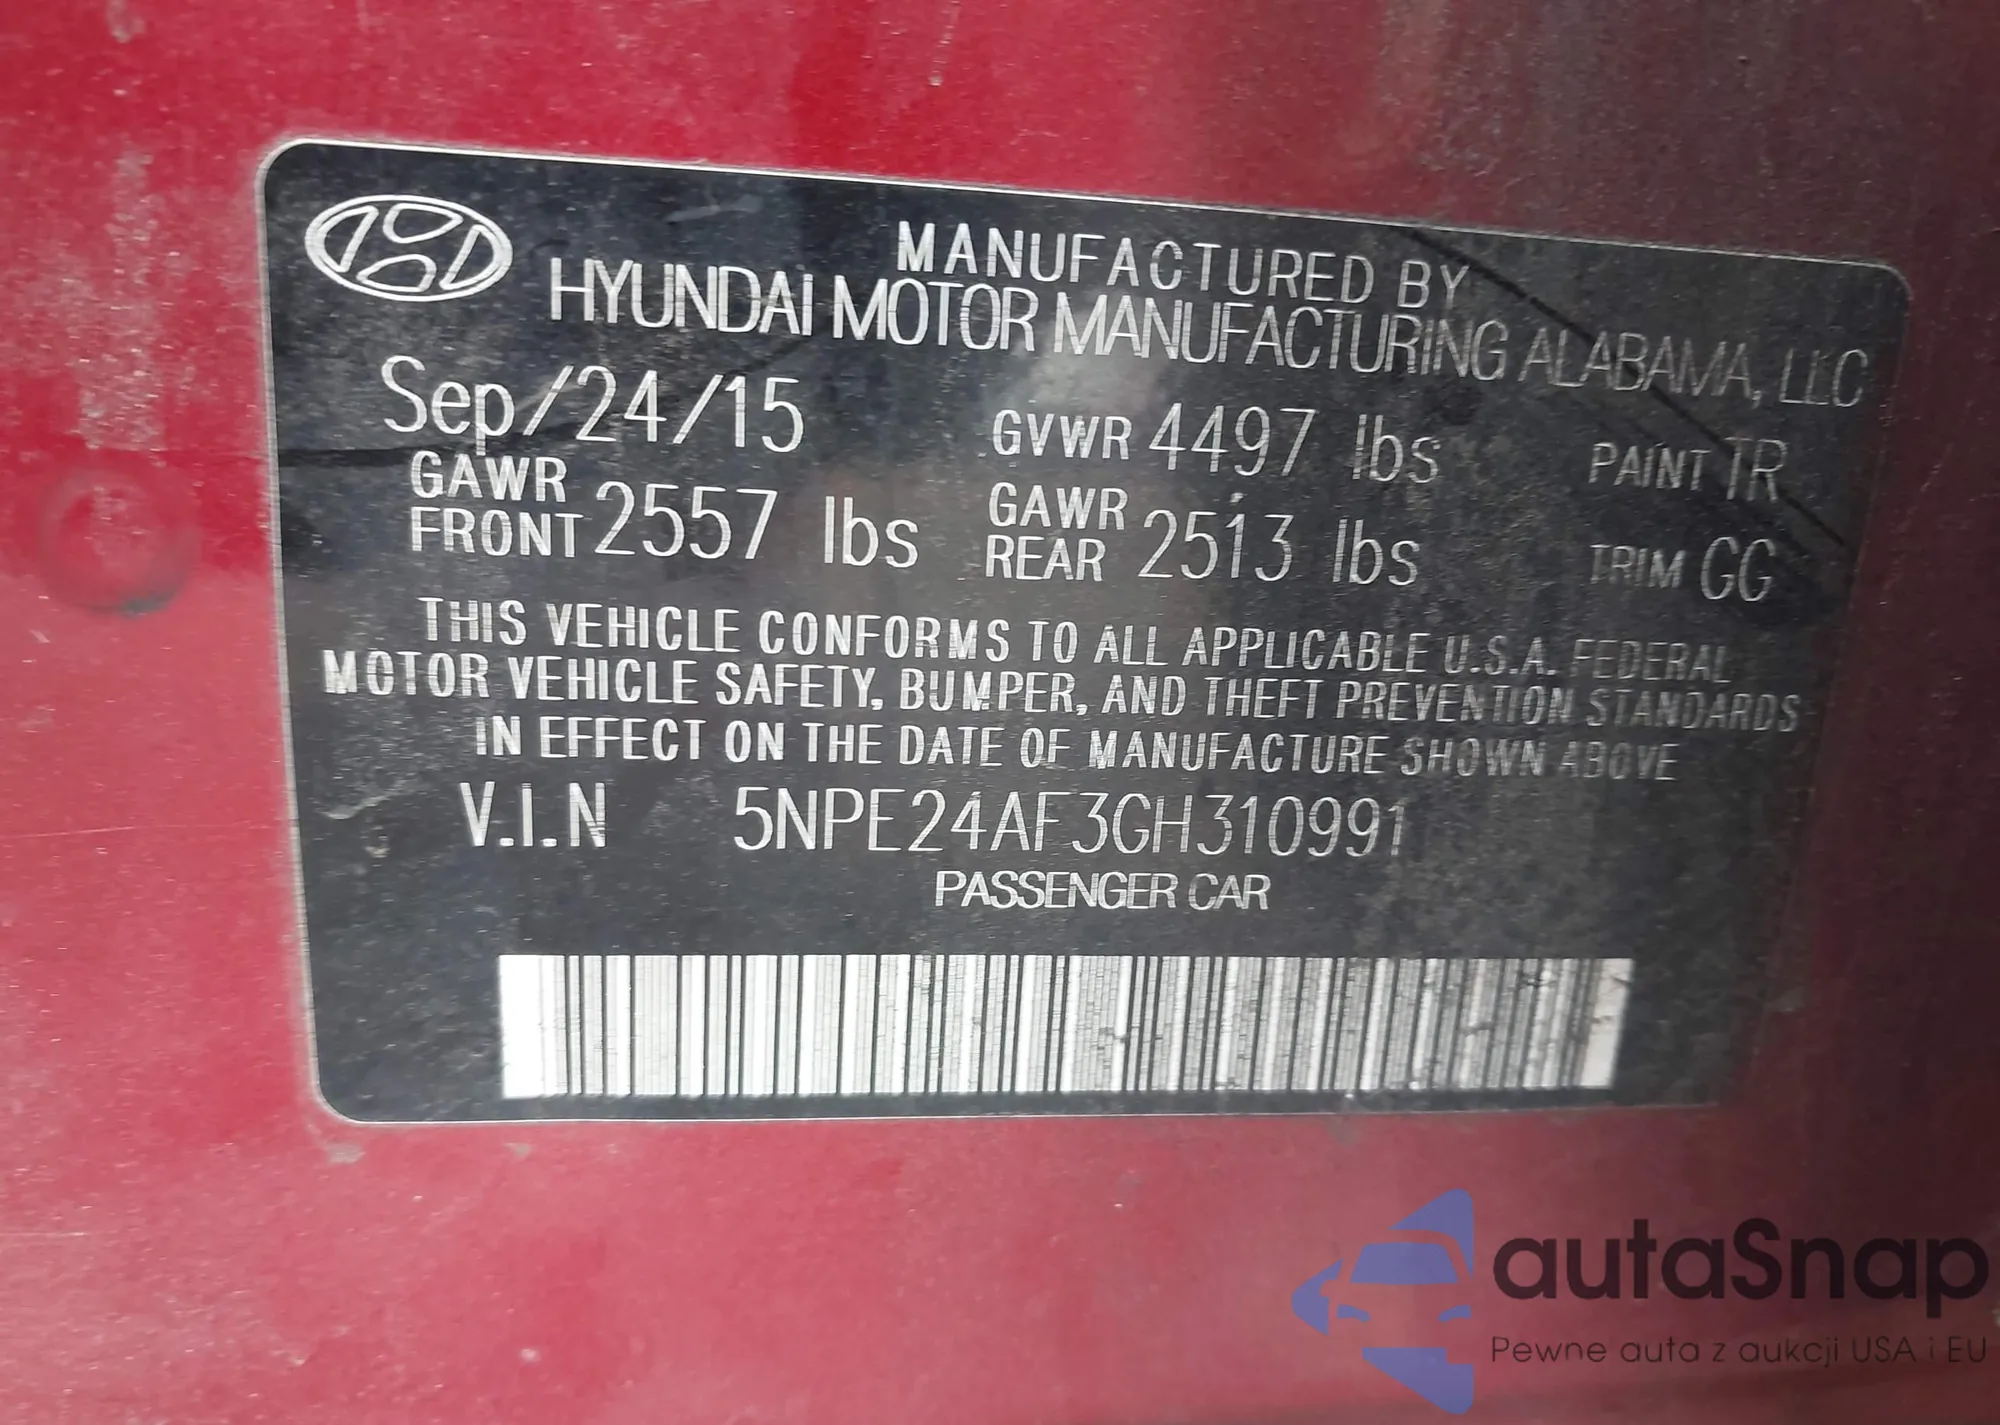 MANUFACTURED BY
HYUNDAI MOTOR MANUFACTURING ALABAMA, LLC
Sep/24/15 GVWR 4497 lbs PAINT TR
GAWR FRONT 2557 lbs GAWR REAR 2513 lbs TRIM GG
THIS VEHICLE CONFORMS TO ALL APPLICABLE U.S.A. FEDERAL
MOTOR VEHICLE SAFETY, BUMPER, AND THEFT PREVENTION STANDARDS
IN EFFECT ON THE DATE OF MANUFACTURE SHOWN ABOVE
V.I.N 5NPE24AF3GH310991
PASSENGER CAR
autaSnap
Pewne auta z aukcji USA i EU